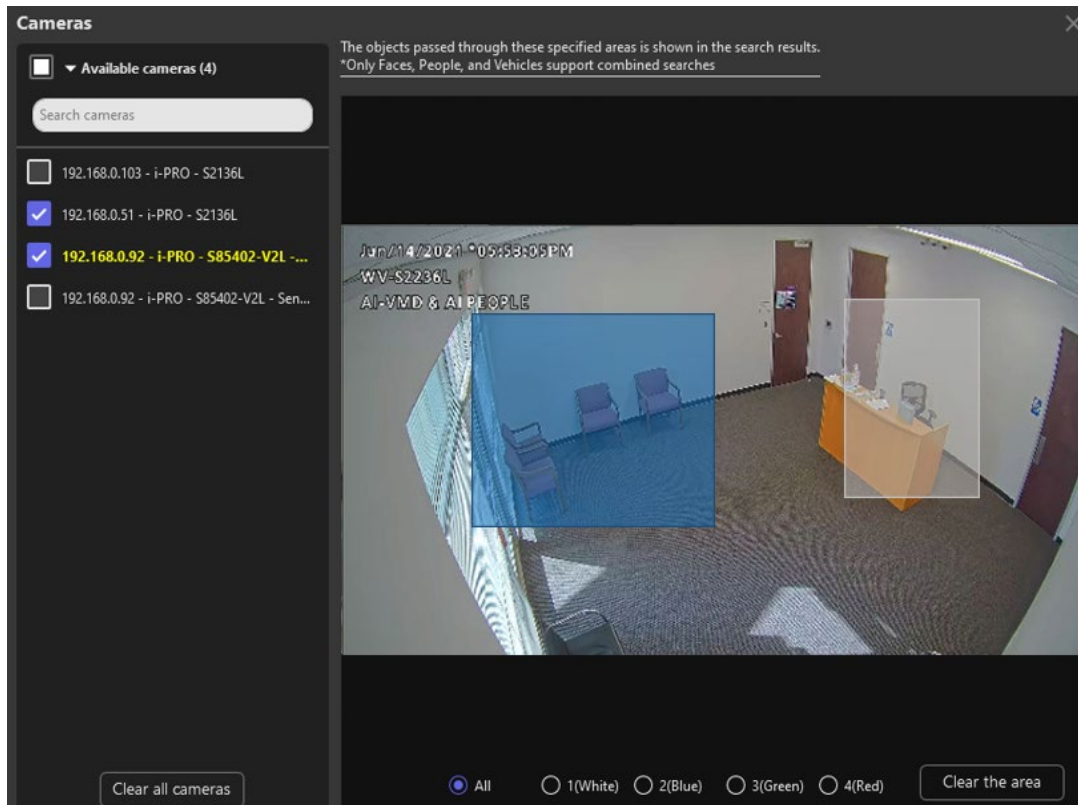 Cameras
Available cameras (4)
Search cameras
192.168.0.103 - i-PRO - S2136L
192.168.0.51 - i-PRO - S2136L
192.168.0.92 - i-PRO - S85402-V2L -...
192.168.0.92 - i-PRO - S85402-V2L - Sen...
Clear all cameras
The objects passed through these specified areas is shown in the search results.
*Only Faces, People, and Vehicles support combined searches
Jun/14/2021 *05:53:05PM
WV-S2236L
AI-VMD & AI PEOPLE
All
1(White)
2(Blue)
3(Green)
4(Red)
Clear the area